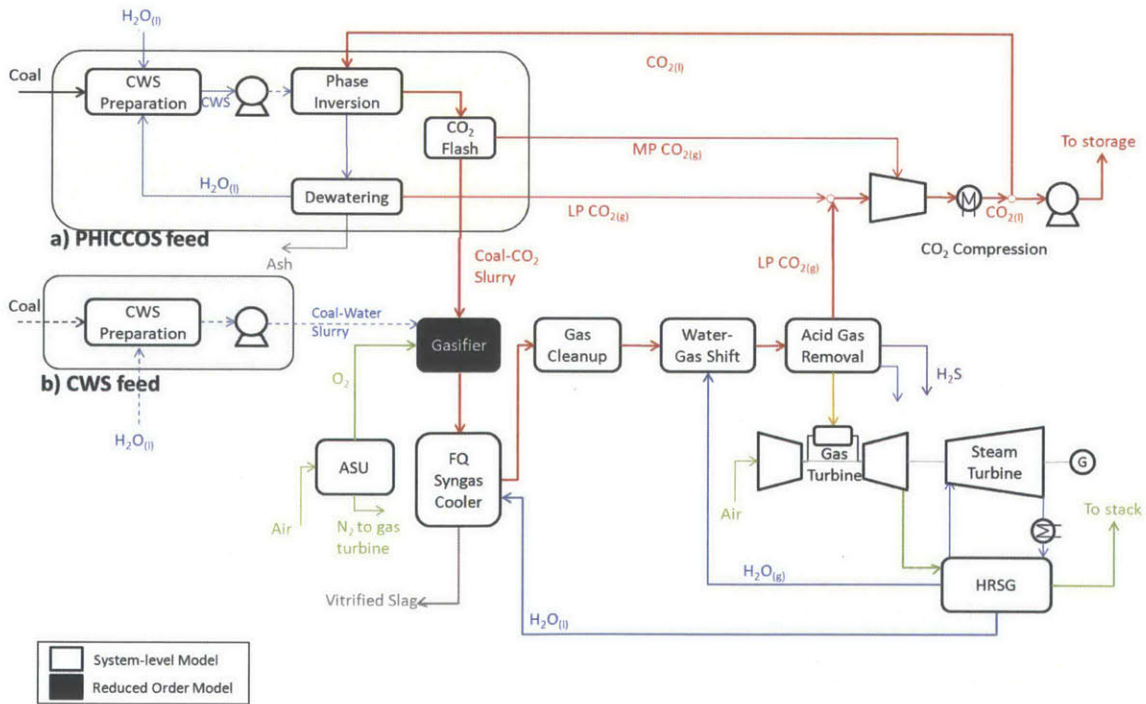 H₂O₍ₗ₎
Coal
CWS
Preparation
CWS
Phase
Inversion
CO₂₍ₗ₎
CO₂
Flash
MP CO₂₍g₎
To storage
H₂O₍ₗ₎
Dewatering
LP CO₂₍g₎
CO₂₍ₗ₎
a) PHICCOS feed
Ash
CO₂ Compression
Coal-CO₂
Slurry
LP CO₂₍g₎
Coal
CWS
Preparation
Coal-Water
Slurry
b) CWS feed
H₂O₍ₗ₎
Gasifier
Gas
Cleanup
Water-
Gas Shift
Acid Gas
Removal
H₂S
O₂
ASU
Air
N₂ to gas
turbine
FQ
Syngas
Cooler
Air
Gas
Turbine
Steam
Turbine
G
To stack
H₂O₍g₎
HRSG
Vitrified Slag
H₂O₍ₗ₎
System-level Model
Reduced Order Model